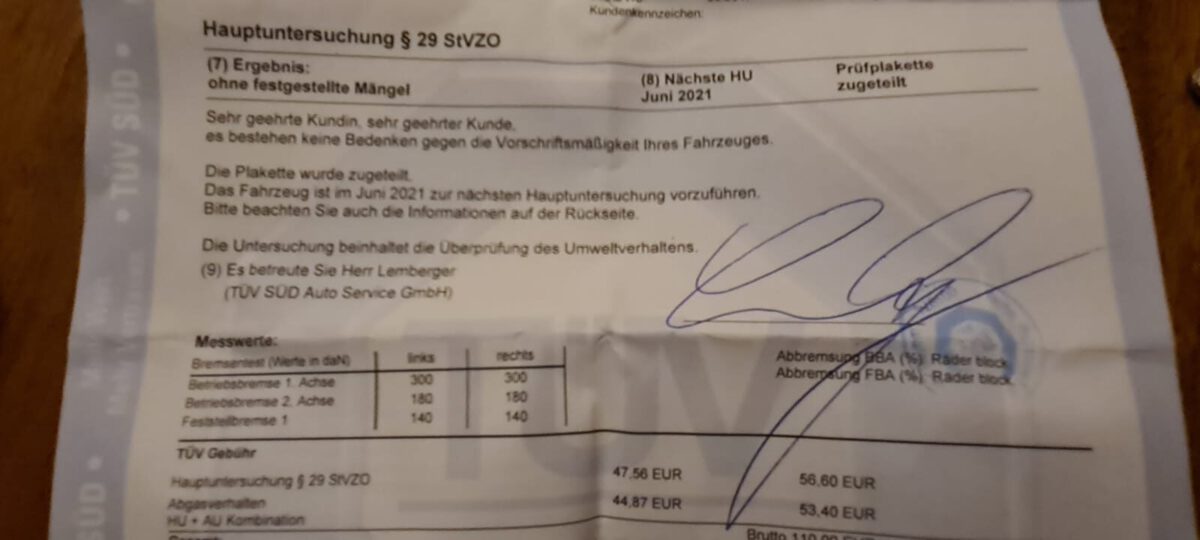 Kundenkennzeichen:
Hauptuntersuchung § 29 StVZO
(7) Ergebnis:
ohne festgestellte Mängel
(8) Nächste HU
Juni 2021
Prüfplakette
zugeteilt
Sehr geehrte Kundin, sehr geehrter Kunde,
es bestehen keine Bedenken gegen die Vorschriftsmäßigkeit Ihres Fahrzeuges.
Die Plakette wurde zugeteilt.
Das Fahrzeug ist im Juni 2021 zur nächsten Hauptuntersuchung vorzuführen.
Bitte beachten Sie auch die Informationen auf der Rückseite.
Die Untersuchung beinhaltet die Überprüfung des Umweltverhaltens.
(9) Es betreute Sie Herr Lemberger
(TÜV SÜD Auto Service GmbH)
Messwerte:
Bremsentest (Werte in daN) links rechts
Betriebsbremse 1. Achse 300 300
Betriebsbremse 2. Achse 180 180
Feststellbremse 1 140 140
Abbremsung BBA (%): Räder block.
Abbremsung FBA (%): Räder block.
TÜV Gebühr
Hauptuntersuchung § 29 StVZO 47,56 EUR 56,60 EUR
Abgasverhalten 44,87 EUR 53,40 EUR
HU + AU Kombination
Brutto 110,00 EUR
TÜV SÜD
SÜD
TÜV